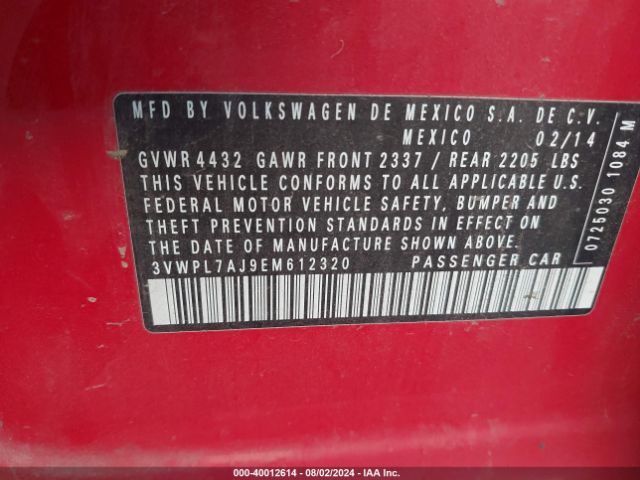 MFD BY VOLKSWAGEN DE MEXICO S.A. DE C.V.
MEXICO 02/14
GVWR 4432 GAWR FRONT 2337 / REAR 2205 LBS
THIS VEHICLE CONFORMS TO ALL APPLICABLE U.S.
FEDERAL MOTOR VEHICLE SAFETY, BUMPER AND
THEFT PREVENTION STANDARDS IN EFFECT ON
THE DATE OF MANUFACTURE SHOWN ABOVE.
3VWPL7AJ9EM612320 PASSENGER CAR
0725030 1084 M
000-40012614 - 08/02/2024 - IAAI.COM